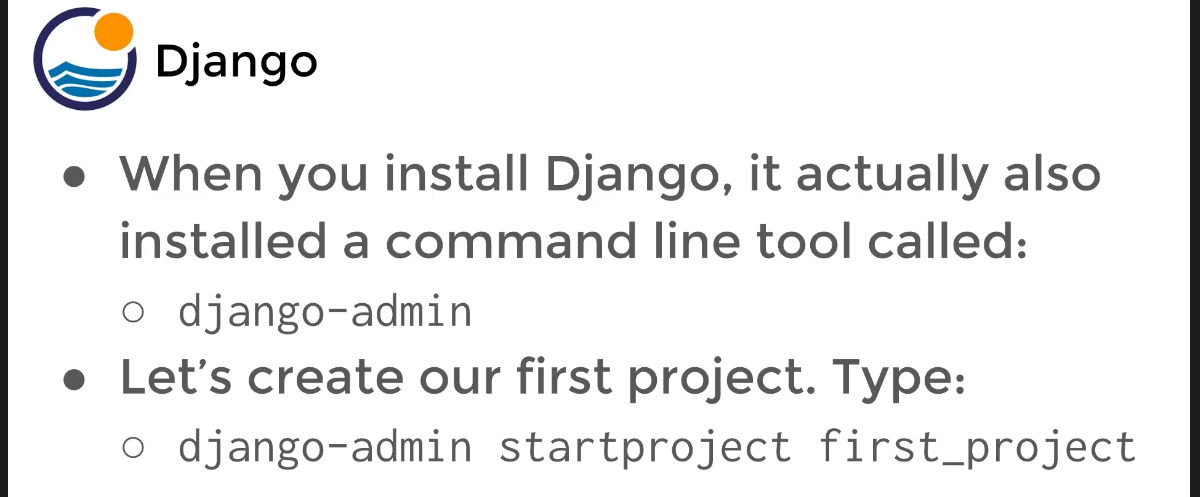 Django
● When you install Django, it actually also
installed a command line tool called:
○ django-admin
● Let’s create our first project. Type:
○ django-admin startproject first_project